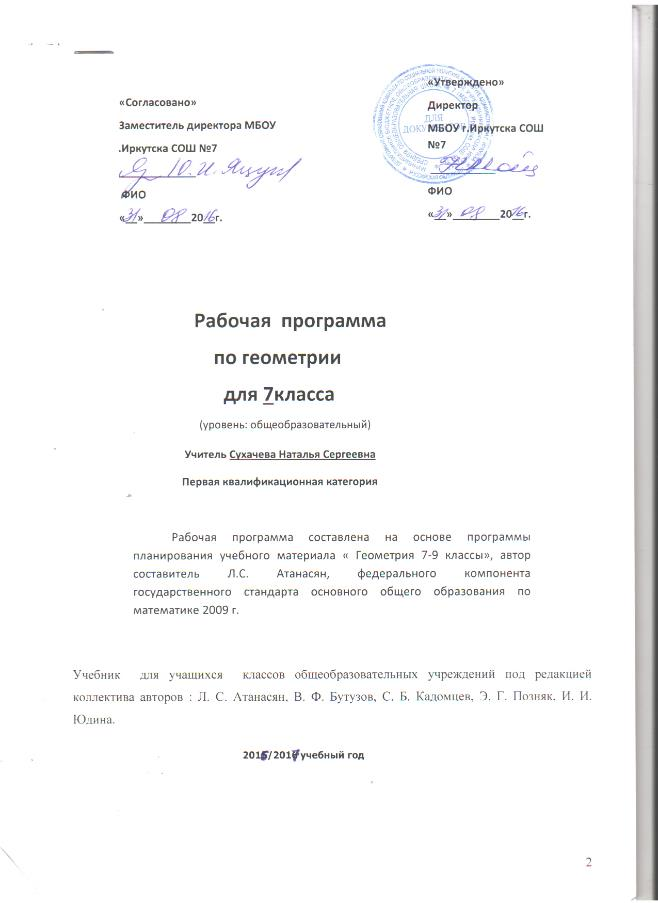 «Согласовано»
Заместитель директора МБОУ
.Иркутска СОШ №7
ФИО
«31» 08 2016г.
«Утверждено»
Директор
МБОУ г.Иркутска СОШ
№7
ФИО
«31» 08 2016г.
ДЛЯ
Рабочая программа
по геометрии
для 7класса
(уровень: общеобразовательный)
Учитель Сухачева Наталья Сергеевна
Первая квалификационная категория
Рабочая программа составлена на основе программы
планирования учебного материала « Геометрия 7-9 классы», автор
составитель Л.С. Атанасян, федерального компонента
государственного стандарта основного общего образования по
математике 2009 г.
Учебник для учащихся классов общеобразовательных учреждений под редакцией
коллектива авторов : Л. С. Атанасян, В. Ф. Бутузов, С. Б. Кадомцев, Э. Г. Позняк, И. И.
Юдина.
2016/2017 учебный год
2